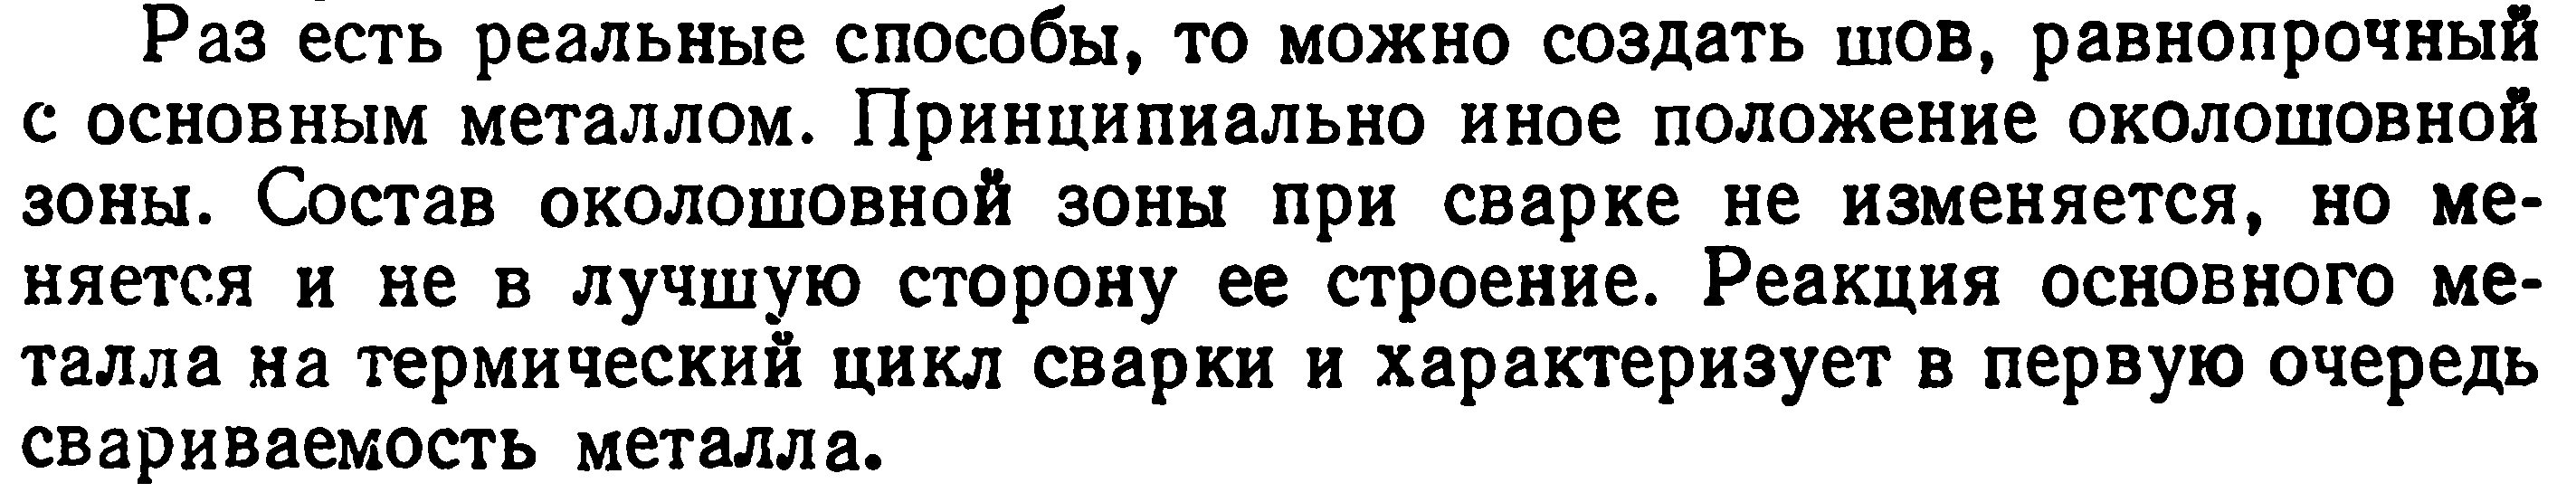 Раз есть реальные способы, то можно создать шов, равнопрочный
с основным металлом. Принципиально иное положение околошовной
зоны. Состав околошовной зоны при сварке не изменяется, но ме-
няется и не в лучшую сторону ее строение. Реакция основного ме-
талла на термический цикл сварки и характеризует в первую очередь
свариваемость металла.